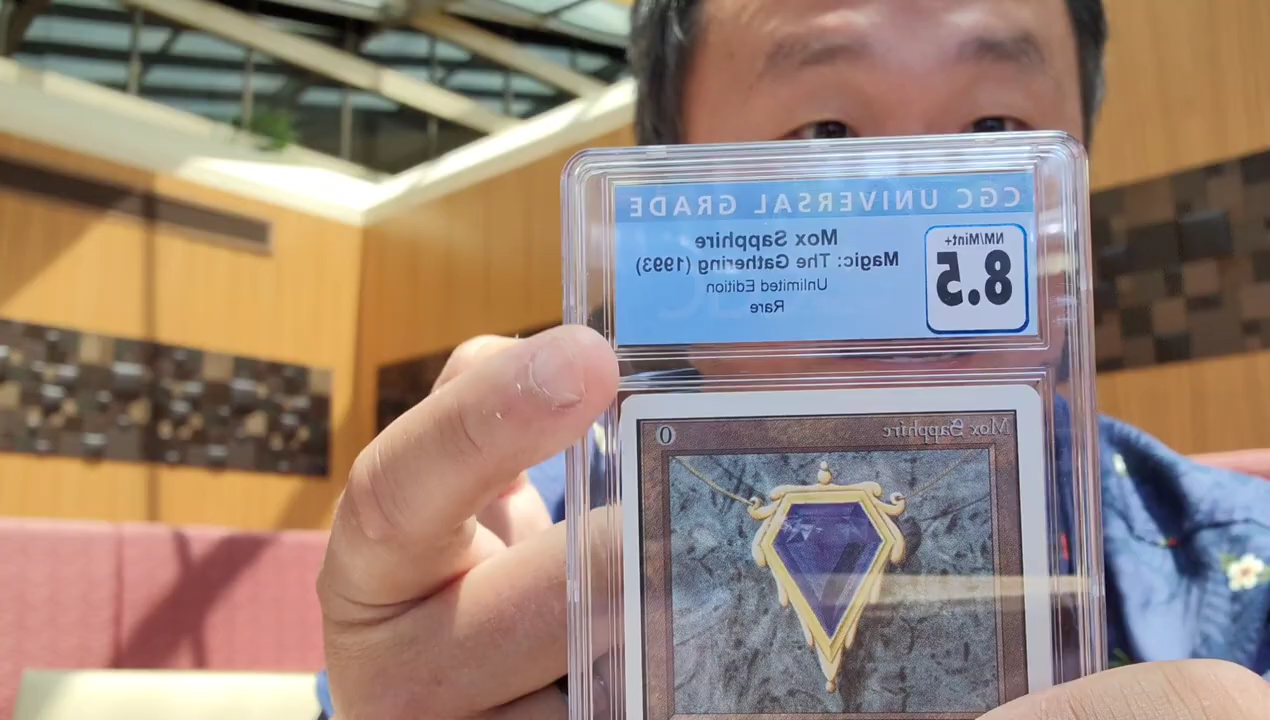 CGC UNIVERSAL GRADE
Mox Sapphire
Magic: The Gathering (1993)
Unlimited Edition
Rare
NM/Mint+
8.5
Mox Sapphire
0